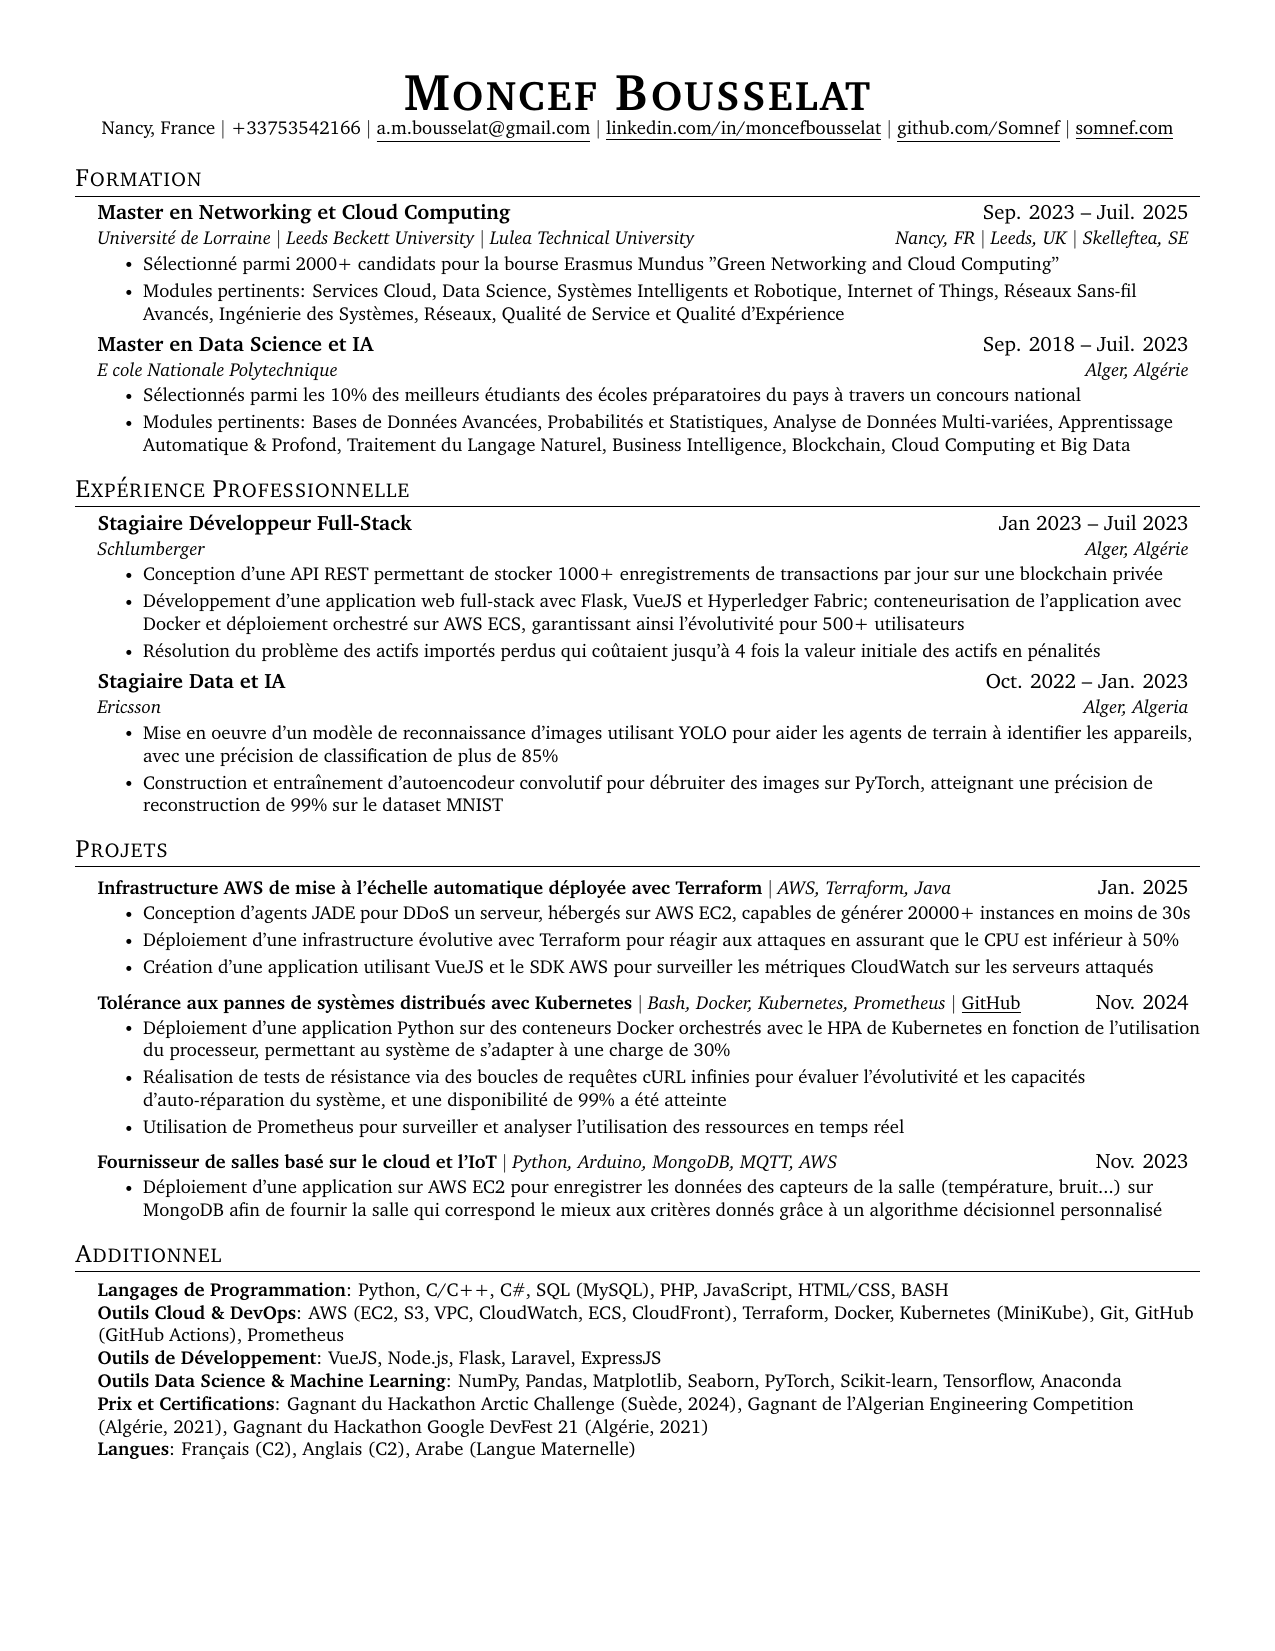 Moncef Bousselat
Nancy, France | +33753542166 | a.m.bousselat@gmail.com | linkedin.com/in/moncefbousselat | github.com/Somnef | somnef.com
Formation
Master en Networking et Cloud Computing Sep. 2023 – Juil. 2025
Université de Lorraine | Leeds Beckett University | Lulea Technical University Nancy, FR | Leeds, UK | Skelleftea, SE
• Sélectionné parmi 2000+ candidats pour la bourse Erasmus Mundus ”Green Networking and Cloud Computing”
• Modules pertinents: Services Cloud, Data Science, Systèmes Intelligents et Robotique, Internet of Things, Réseaux Sans-fil
Avancés, Ingénierie des Systèmes, Réseaux, Qualité de Service et Qualité d’Expérience
Master en Data Science et IA Sep. 2018 – Juil. 2023
E cole Nationale Polytechnique Alger, Algérie
• Sélectionnés parmi les 10% des meilleurs étudiants des écoles préparatoires du pays à travers un concours national
• Modules pertinents: Bases de Données Avancées, Probabilités et Statistiques, Analyse de Données Multi-variées, Apprentissage
Automatique & Profond, Traitement du Langage Naturel, Business Intelligence, Blockchain, Cloud Computing et Big Data
Expérience Professionnelle
Stagiaire Développeur Full-Stack Jan 2023 – Juil 2023
Schlumberger Alger, Algérie
• Conception d’une API REST permettant de stocker 1000+ enregistrements de transactions par jour sur une blockchain privée
• Développement d’une application web full-stack avec Flask, VueJS et Hyperledger Fabric; conteneurisation de l’application avec
Docker et déploiement orchestré sur AWS ECS, garantissant ainsi l’évolutivité pour 500+ utilisateurs
• Résolution du problème des actifs importés perdus qui coûtaient jusqu’à 4 fois la valeur initiale des actifs en pénalités
Stagiaire Data et IA Oct. 2022 – Jan. 2023
Ericsson Alger, Algeria
• Mise en oeuvre d’un modèle de reconnaissance d’images utilisant YOLO pour aider les agents de terrain à identifier les appareils,
avec une précision de classification de plus de 85%
• Construction et entraînement d’autoencodeur convolutif pour débruiter des images sur PyTorch, atteignant une précision de
reconstruction de 99% sur le dataset MNIST
Projets
Infrastructure AWS de mise à l’échelle automatique déployée avec Terraform | AWS, Terraform, Java Jan. 2025
• Conception d’agents JADE pour DDoS un serveur, hébergés sur AWS EC2, capables de générer 20000+ instances en moins de 30s
• Déploiement d’une infrastructure évolutive avec Terraform pour réagir aux attaques en assurant que le CPU est inférieur à 50%
• Création d’une application utilisant VueJS et le SDK AWS pour surveiller les métriques CloudWatch sur les serveurs attaqués
Tolérance aux pannes de systèmes distribués avec Kubernetes | Bash, Docker, Kubernetes, Prometheus | GitHub Nov. 2024
• Déploiement d’une application Python sur des conteneurs Docker orchestrés avec le HPA de Kubernetes en fonction de l’utilisation
du processeur, permettant au système de s’adapter à une charge de 30%
• Réalisation de tests de résistance via des boucles de requêtes cURL infinies pour évaluer l’évolutivité et les capacités
d’auto-réparation du système, et une disponibilité de 99% a été atteinte
• Utilisation de Prometheus pour surveiller et analyser l’utilisation des ressources en temps réel
Fournisseur de salles basé sur le cloud et l’IoT | Python, Arduino, MongoDB, MQTT, AWS Nov. 2023
• Déploiement d’une application sur AWS EC2 pour enregistrer les données des capteurs de la salle (température, bruit...) sur
MongoDB afin de fournir la salle qui correspond le mieux aux critères donnés grâce à un algorithme décisionnel personnalisé
Additionnel
Langages de Programmation: Python, C/C++, C#, SQL (MySQL), PHP, JavaScript, HTML/CSS, BASH
Outils Cloud & DevOps: AWS (EC2, S3, VPC, CloudWatch, ECS, CloudFront), Terraform, Docker, Kubernetes (MiniKube), Git, GitHub
(GitHub Actions), Prometheus
Outils de Développement: VueJS, Node.js, Flask, Laravel, ExpressJS
Outils Data Science & Machine Learning: NumPy, Pandas, Matplotlib, Seaborn, PyTorch, Scikit-learn, Tensorflow, Anaconda
Prix et Certifications: Gagnant du Hackathon Arctic Challenge (Suède, 2024), Gagnant de l’Algerian Engineering Competition
(Algérie, 2021), Gagnant du Hackathon Google DevFest 21 (Algérie, 2021)
Langues: Français (C2), Anglais (C2), Arabe (Langue Maternelle)